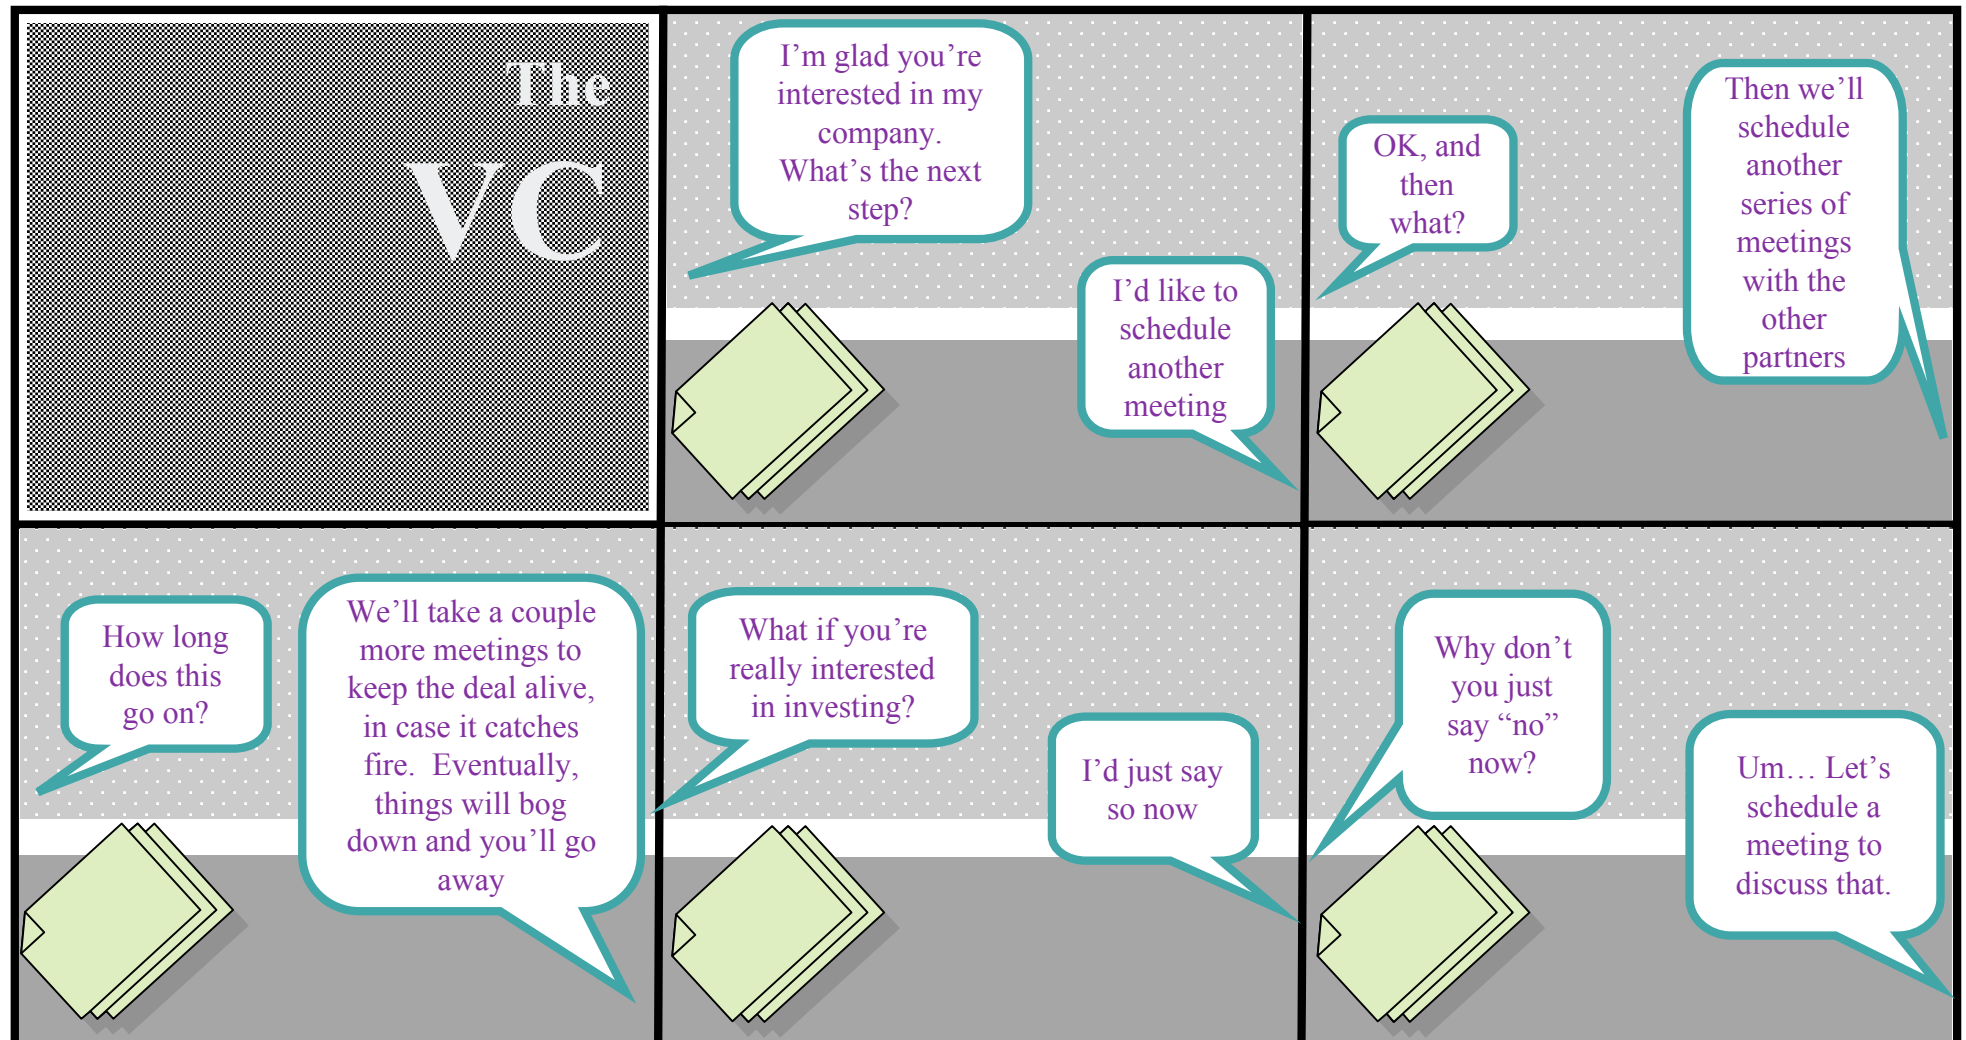 The
VC
I’m glad you’re
interested in my
company.
What’s the next
step?
I’d like to
schedule
another
meeting
OK, and
then
what?
Then we’ll
schedule
another
series of
meetings
with the
other
partners
How long
does this
go on?
We’ll take a couple
more meetings to
keep the deal alive,
in case it catches
fire.  Eventually,
things will bog
down and you’ll go
away
What if you’re
really interested
in investing?
I’d just say
so now
Why don’t
you just
say “no”
now?
Um… Let’s
schedule a
meeting to
discuss that.